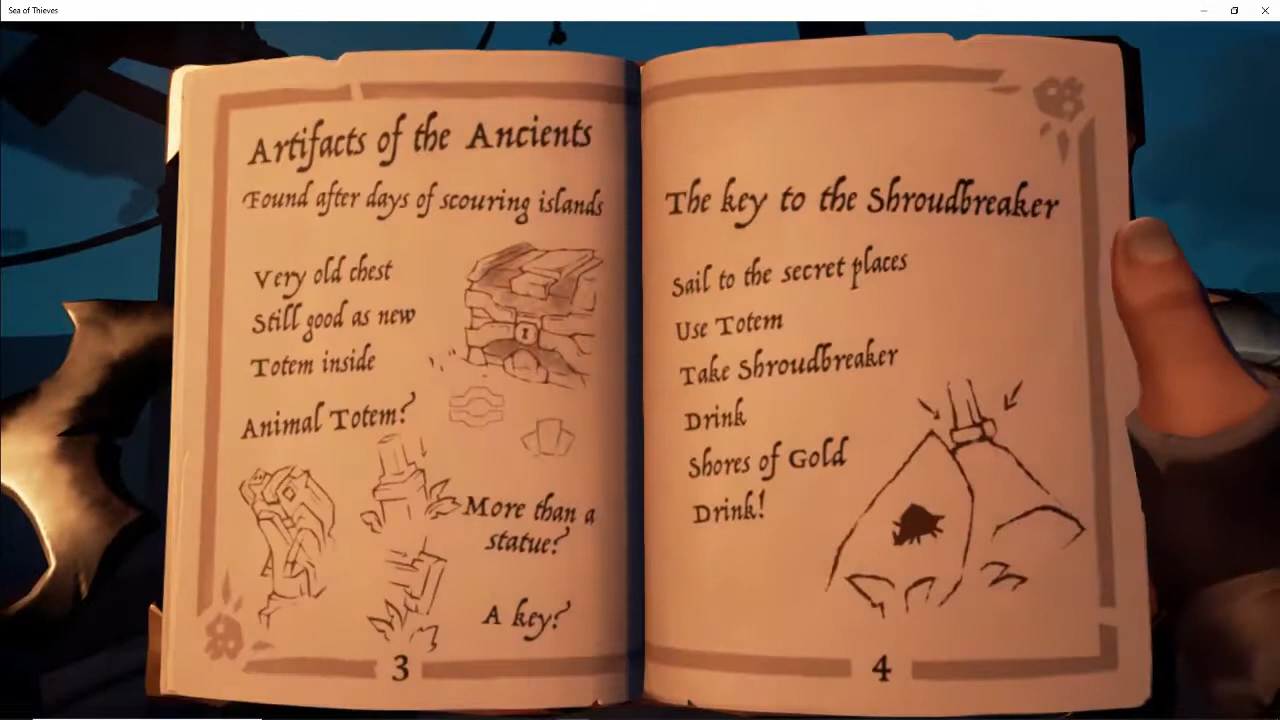 Sea of Thieves
Artifacts of the Ancients
Found after days of scouring islands
Very old chest
Still good as new
Totem inside
Animal Totem?
More than a
statue?
A key?
3
The key to the Shroudbreaker
Sail to the secret places
Use Totem
Take Shroudbreaker
Drink
Shores of Gold
Drink!
4